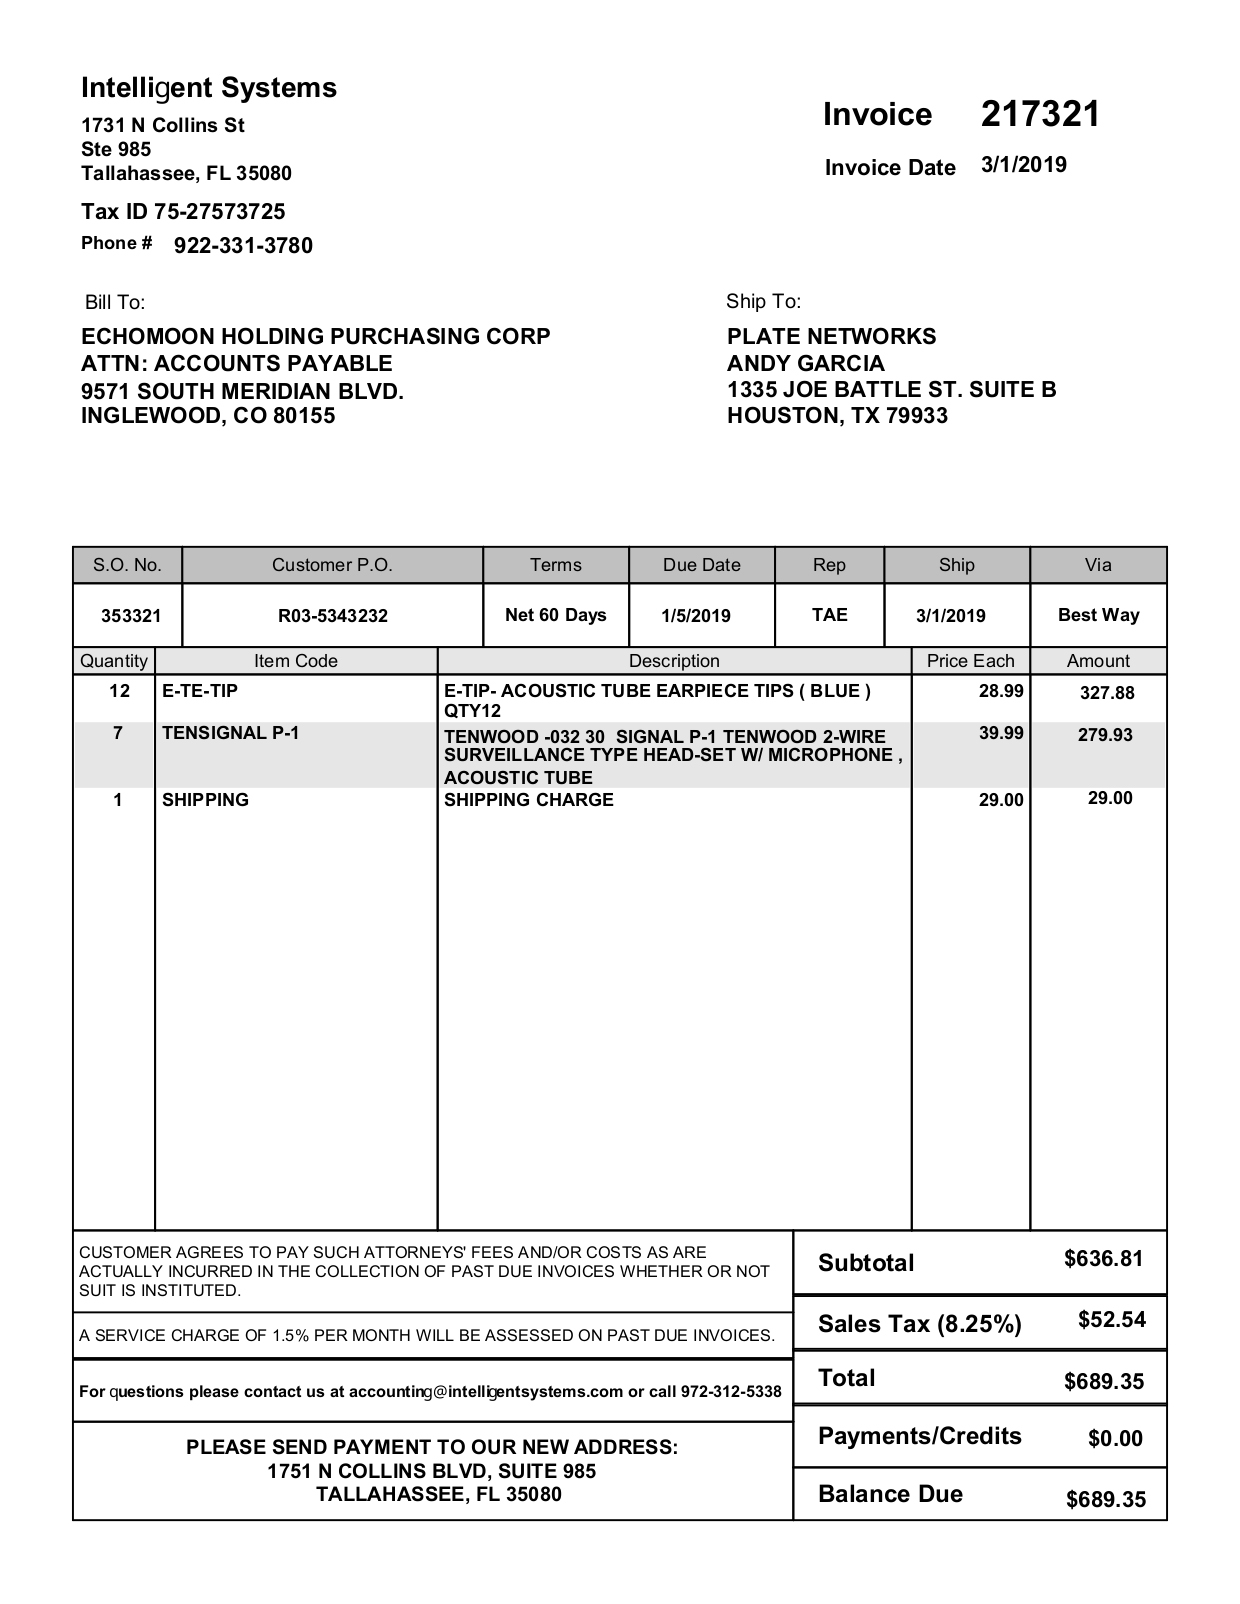 Intelligent Systems
1731 N Collins St
Ste 985
Tallahassee, FL 35080
Tax ID 75-27573725
Phone # 922-331-3780
Invoice 217321
Invoice Date 3/1/2019
Bill To:
ECHOMOON HOLDING PURCHASING CORP
ATTN: ACCOUNTS PAYABLE
9571 SOUTH MERIDIAN BLVD.
INGLEWOOD, CO 80155
Ship To:
PLATE NETWORKS
ANDY GARCIA
1335 JOE BATTLE ST. SUITE B
HOUSTON, TX 79933
S.O. No. Customer P.O. Terms Due Date Rep Ship Via
353321 R03-5343232 Net 60 Days 1/5/2019 TAE 3/1/2019 Best Way
Quantity Item Code Description Price Each Amount
12 E-TE-TIP E-TIP- ACOUSTIC TUBE EARPIECE TIPS ( BLUE ) 28.99 327.88
QTY12
7 TENSIGNAL P-1 TENWOOD -032 30 SIGNAL P-1 TENWOOD 2-WIRE 39.99 279.93
SURVEILLANCE TYPE HEAD-SET W/ MICROPHONE ,
ACOUSTIC TUBE
1 SHIPPING SHIPPING CHARGE 29.00 29.00
CUSTOMER AGREES TO PAY SUCH ATTORNEYS' FEES AND/OR COSTS AS ARE
ACTUALLY INCURRED IN THE COLLECTION OF PAST DUE INVOICES WHETHER OR NOT
SUIT IS INSTITUTED.
A SERVICE CHARGE OF 1.5% PER MONTH WILL BE ASSESSED ON PAST DUE INVOICES.
For questions please contact us at accounting@intelligentsystems.com or call 972-312-5338
PLEASE SEND PAYMENT TO OUR NEW ADDRESS:
1751 N COLLINS BLVD, SUITE 985
TALLAHASSEE, FL 35080
Subtotal $636.81
Sales Tax (8.25%) $52.54
Total $689.35
Payments/Credits $0.00
Balance Due $689.35